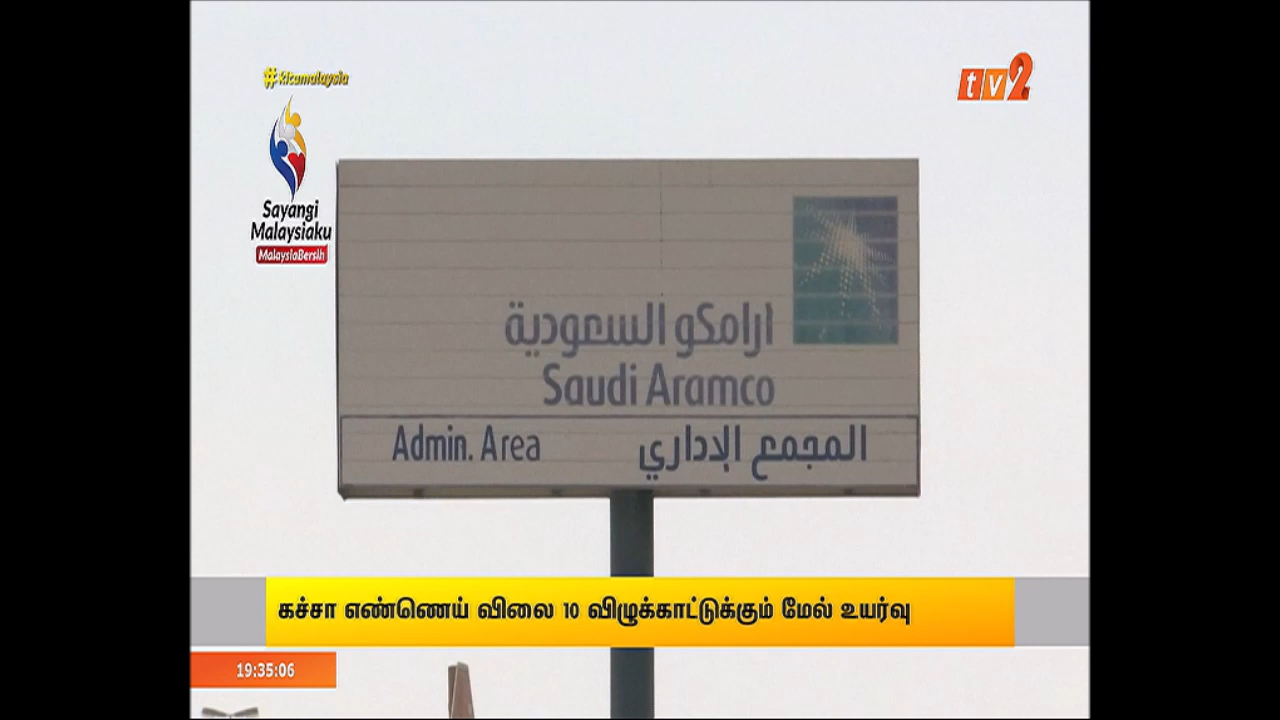 #kitamalaysia
tv2
Sayangi
Malaysiaku
MalaysiaBersih
ارامكو السعودية
Saudi Aramco
Admin. Area المجمع الإداري
கச்சா எண்ணெய் விலை 10 விழுக்காட்டுக்கும் மேல் உயர்வு
19:35:06